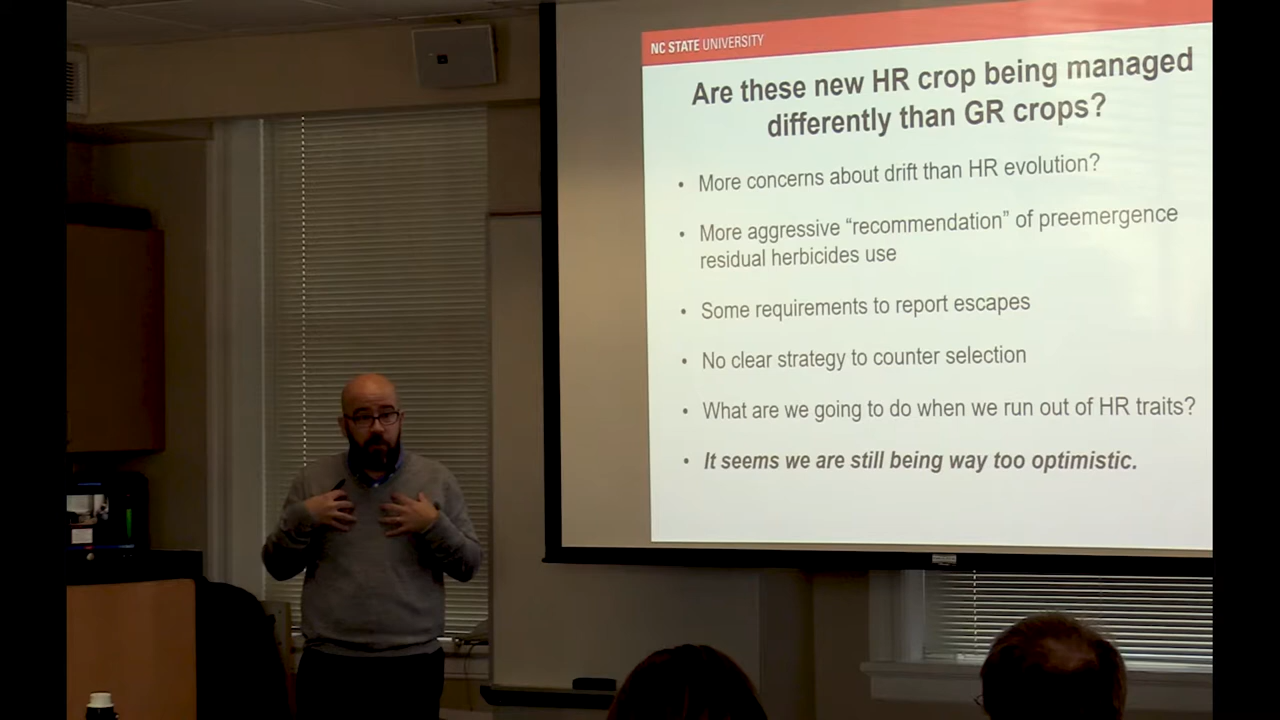 NC STATE UNIVERSITY
Are these new HR crop being managed
differently than GR crops?
• More concerns about drift than HR evolution?
• More aggressive “recommendation” of preemergence
residual herbicides use
• Some requirements to report escapes
• No clear strategy to counter selection
• What are we going to do when we run out of HR traits?
• It seems we are still being way too optimistic.